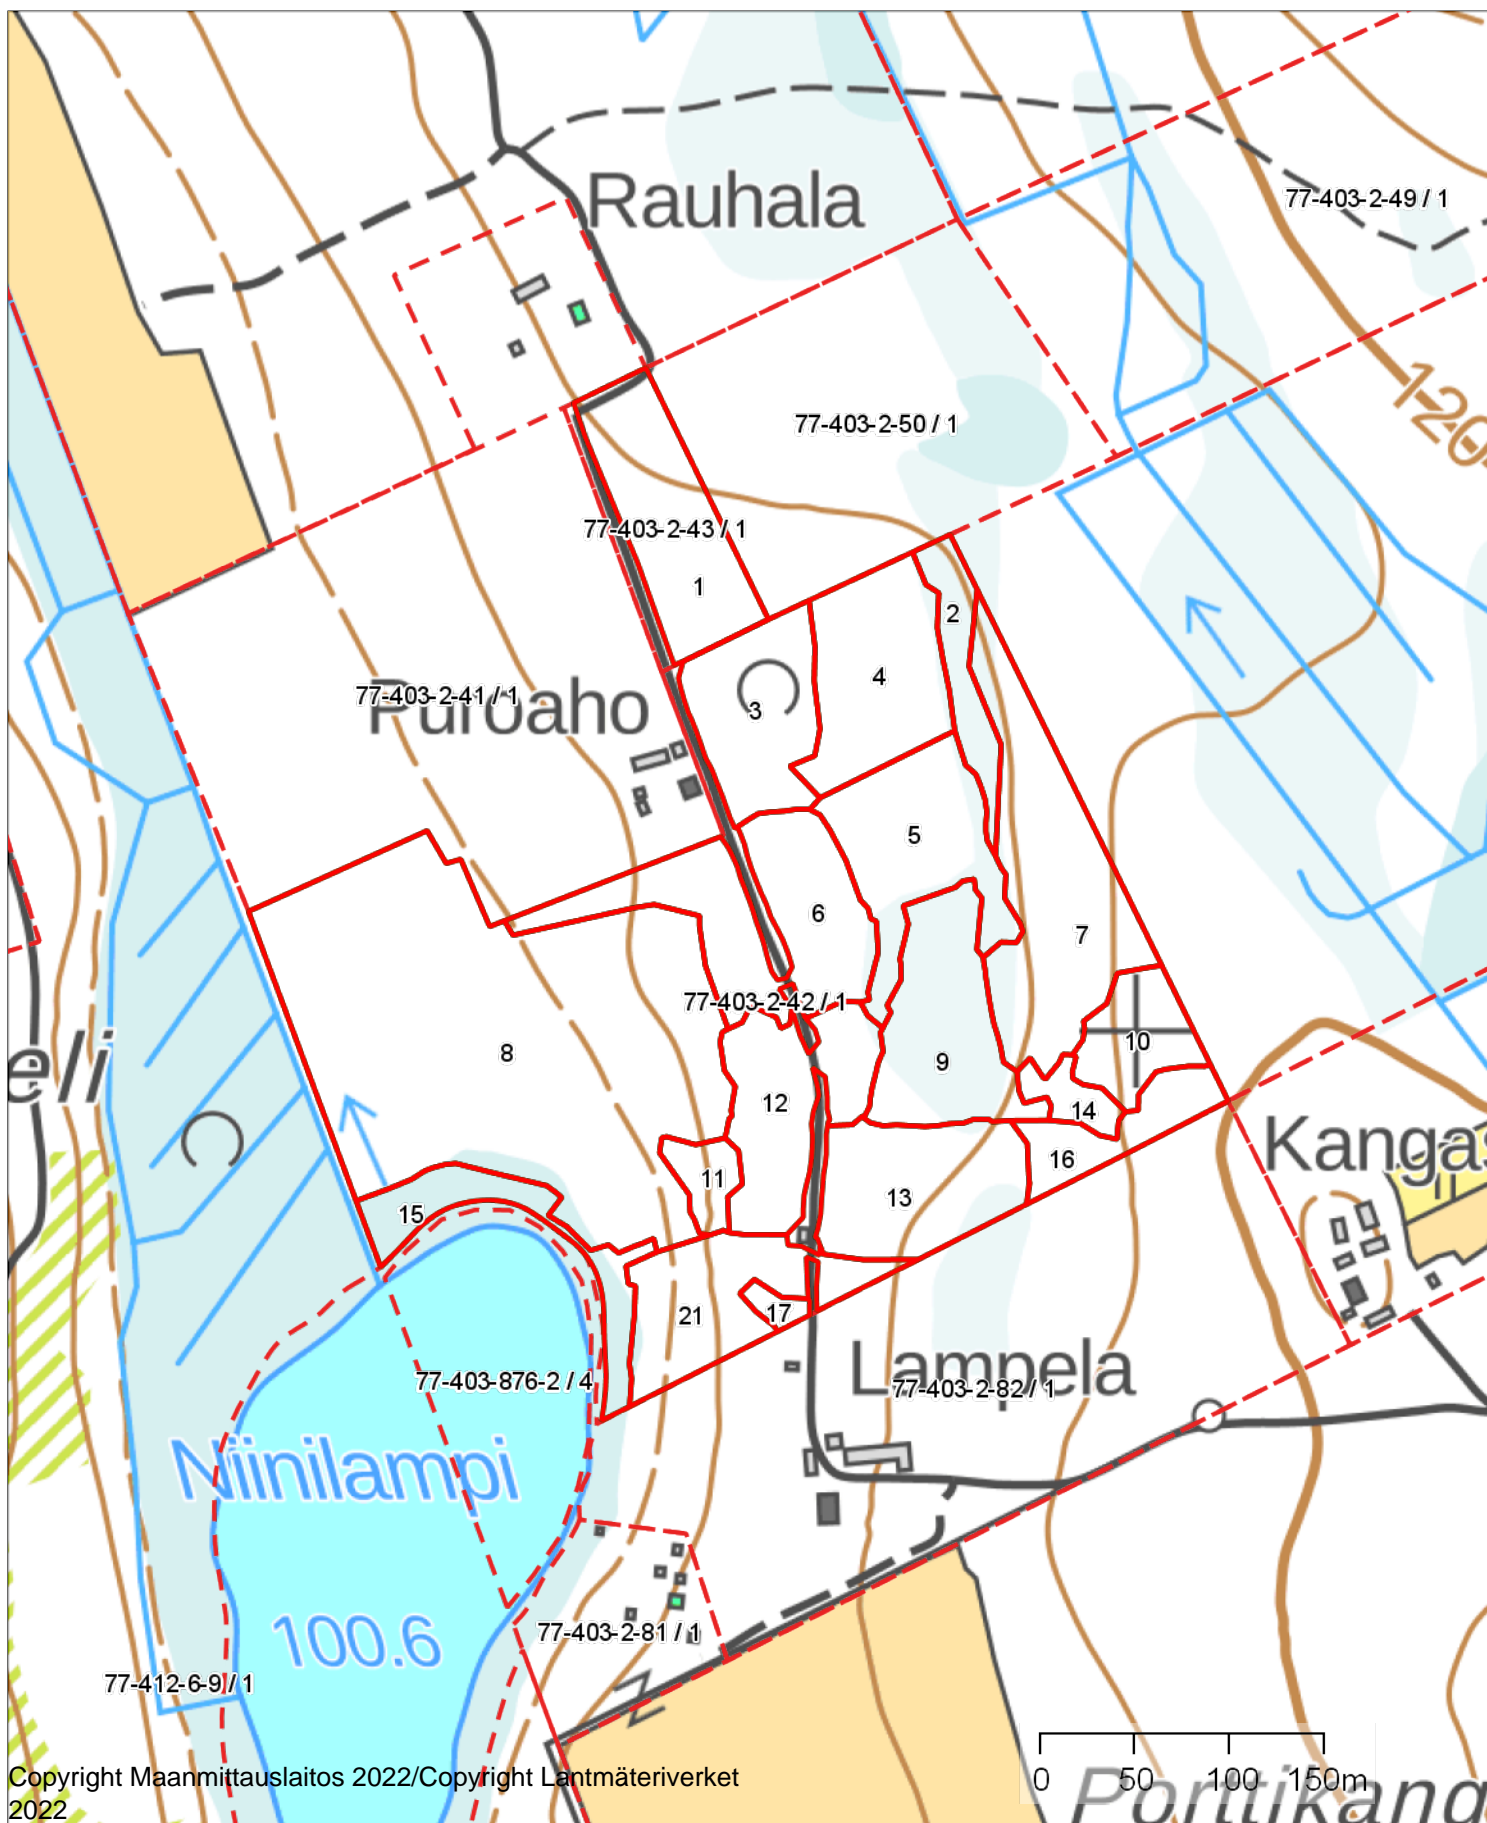 Rauhala
77-403-2-49 / 1
120
77-403-2-50 / 1
77-403-2-43 / 1
1
2
4
77-403-2-41 / 1
Puroaho
3
5
6
7
77-403-2-42 / 1
8
10
9
eli
12
14
Kangas
16
11
13
15
21
17
Lampela
77-403-876-2 / 4
77-403-2-82 / 1
Niinilampi
100.6
77-403-2-81 / 1
77-412-6-9 / 1
0 50 100 150m
Porttikang
Copyright Maanmittauslaitos 2022/Copyright Lantmäteriverket
2022